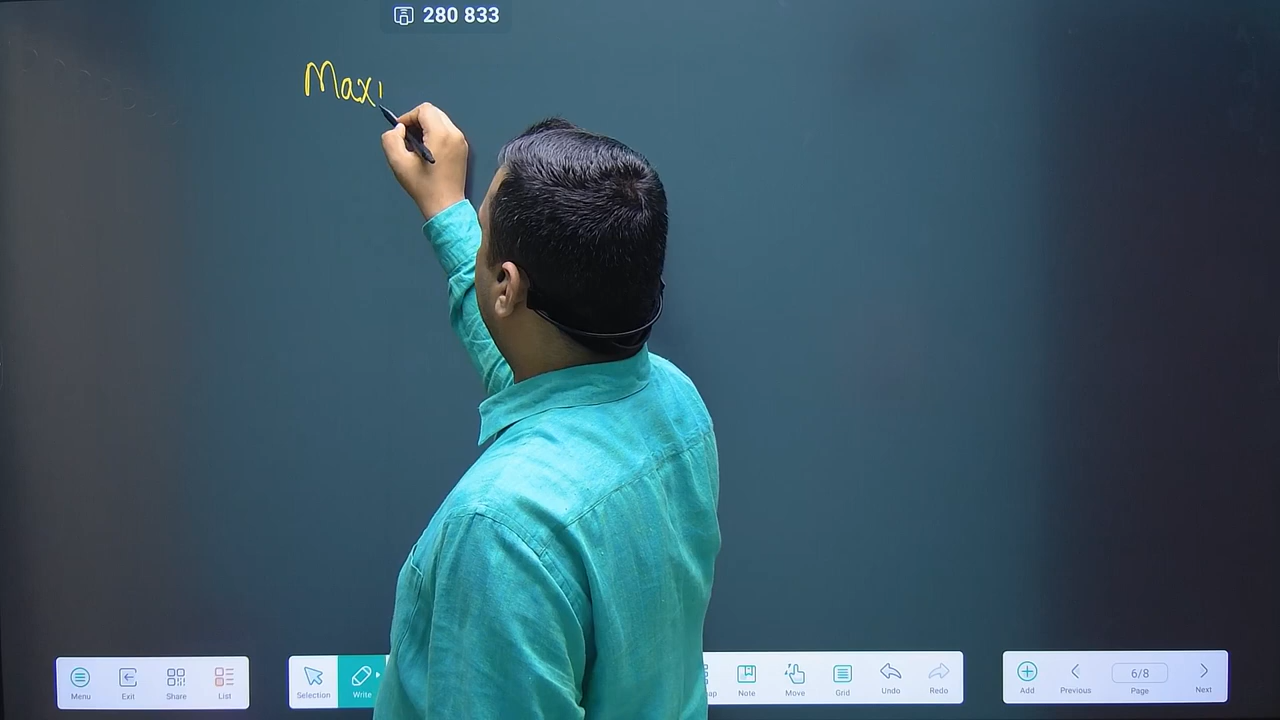 280 833
Maxi
Menu
Exit
Share
List
Selection
Write
Note
Move
Grid
Undo
Redo
Add
Previous
6/8
Page
Next